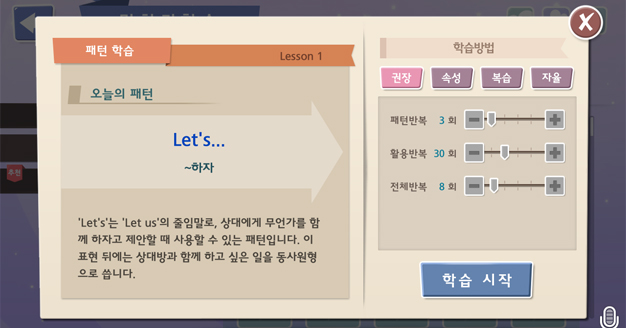 패턴 학습
Lesson 1
오늘의 패턴
Let's...
~하자
'Let's'는 'Let us'의 줄임말로, 상대에게 무언가를 함
께 하자고 제안할 때 사용할 수 있는 패턴입니다. 이
표현 뒤에는 상대방과 함께 하고 싶은 일을 동사원형
으로 씁니다.
학습방법
권장 속성 복습 자율
패턴반복 3 회
활용반복 30 회
전체반복 8 회
학습 시작
추천